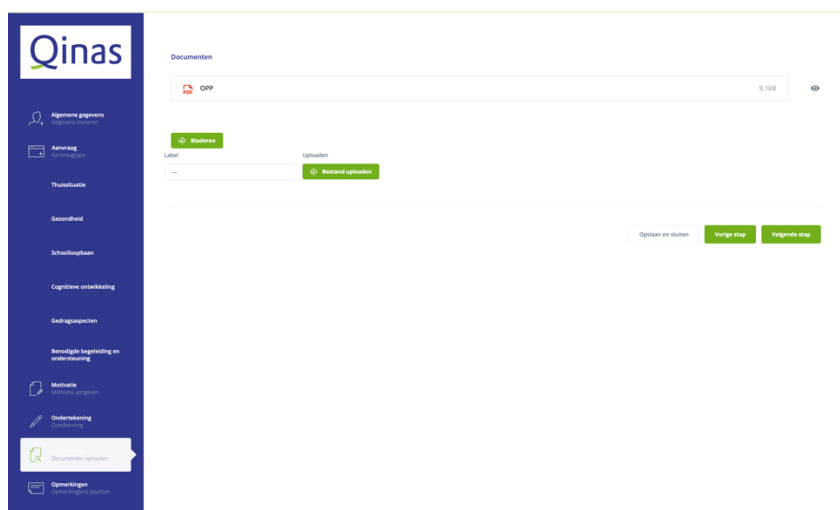 Qinas
Algemene gegevens
Gegevens invoeren
Aanvraag
Aanvraagtype
Thuissituatie
Gezondheid
Schoolloopbaan
Cognitieve ontwikkeling
Gedragsaspecten
Benodigde begeleiding en
ondersteuning
Motivatie
Motivatie aangeven
Ondertekening
Goedkeuring
Documenten uploaden
Opmerkingen
Opmerking(en) plaatsen
Documenten
PDF OPP 9.1kB
Bladeren
Label Uploaden
... Bestand uploaden
Opslaan en sluiten Vorige stap Volgende stap